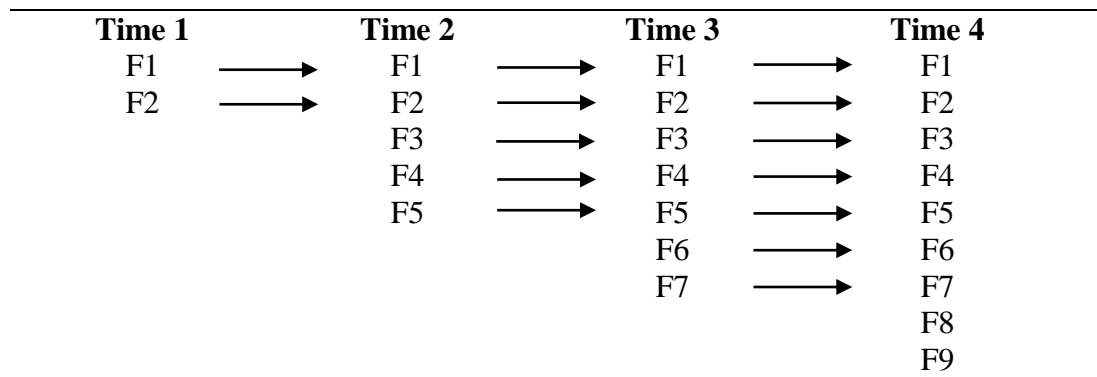 Time 1 Time 2 Time 3 Time 4
F1 F1 F1 F1
F2 F2 F2 F2
F3 F3 F3
F4 F4 F4
F5 F5 F5
F6 F6
F7 F7
F8
F9